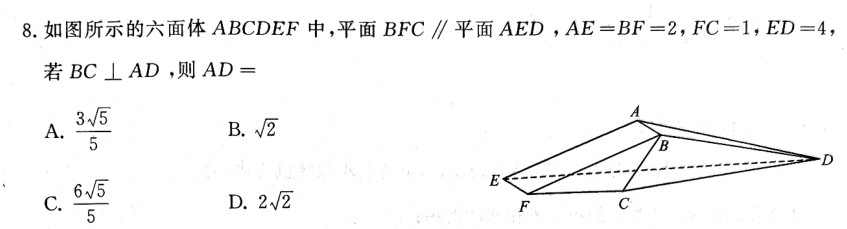 8. 如图所示的六面体 ABCDEF 中,平面 BFC // 平面 AED ,AE=BF=2, FC=1, ED=4,
若 BC ⊥ AD ,则 AD =
A. 3√5/5 B. √2
C. 6√5/5 D. 2√2
A
B
D
E
F
C